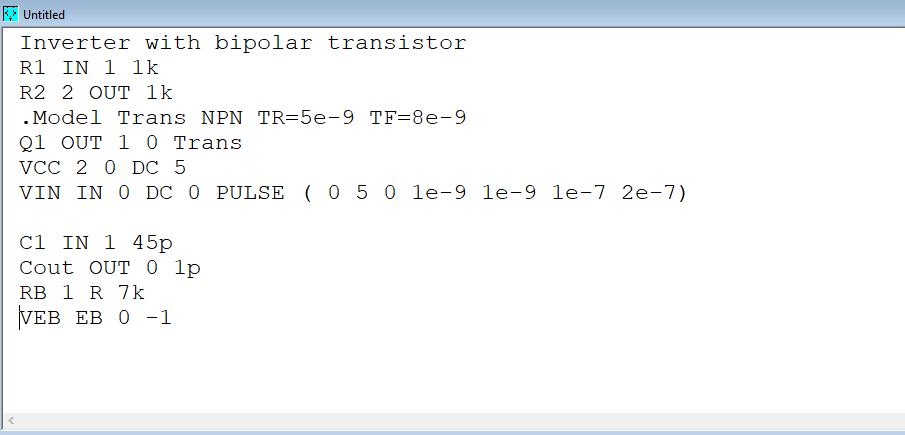 Untitled
Inverter with bipolar transistor
R1 IN 1 1k
R2 2 OUT 1k
.Model Trans NPN TR=5e-9 TF=8e-9
Q1 OUT 1 0 Trans
VCC 2 0 DC 5
VIN IN 0 DC 0 PULSE ( 0 5 0 1e-9 1e-9 1e-7 2e-7)
C1 IN 1 45p
Cout OUT 0 1p
RB 1 R 7k
VEB EB 0 -1